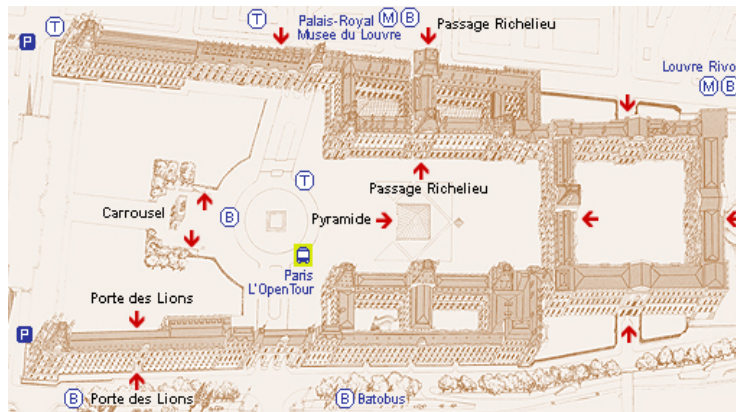 T
Palais-Royal M B
Musee du Louvre
Passage Richelieu
P
T
Louvre Rivo
M B
T
Passage Richelieu
Carrousel
B
Pyramide
Paris
L'OpenTour
Porte des Lions
P
B
Porte des Lions
B Batobus